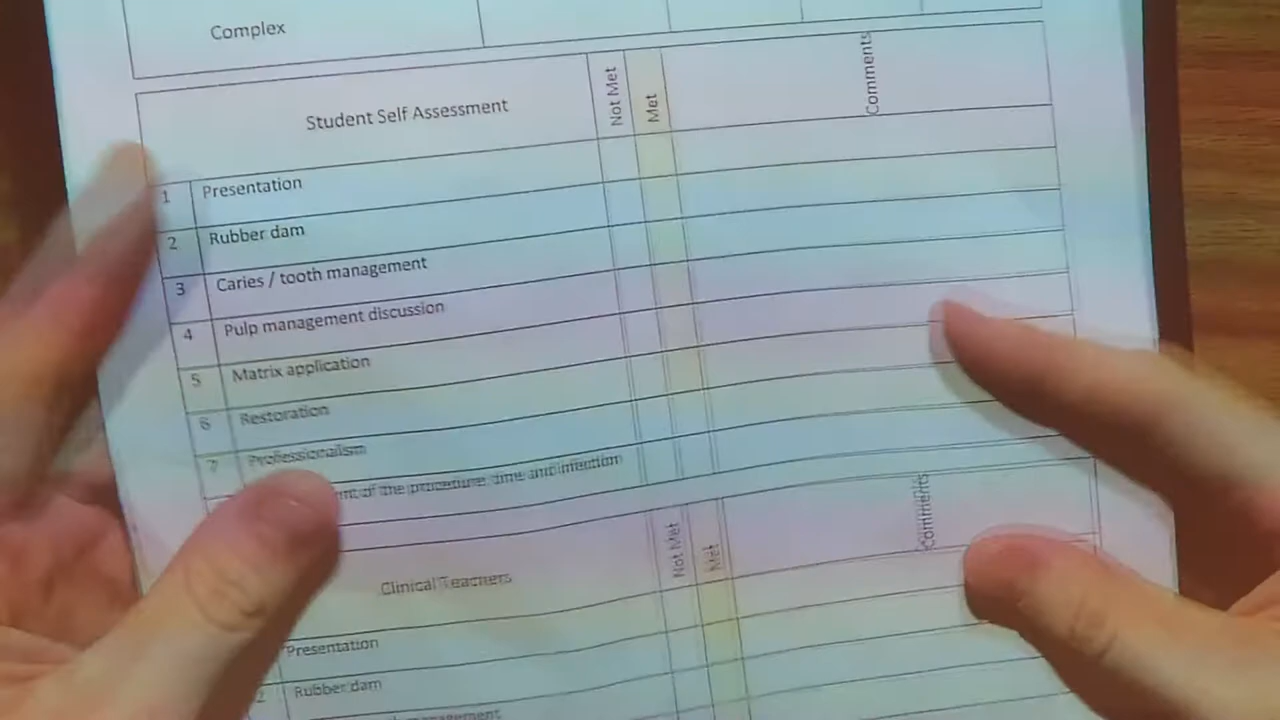 Complex
Student Self Assessment
Not Met
Met
Comments
1 Presentation
2 Rubber dam
3 Caries / tooth management
4 Pulp management discussion
5 Matrix application
6 Restoration
7 Professionalism
of the procedure, time and infection
Clinical Teachers
Not Met
Met
Comments
Presentation
2 Rubber dam
management